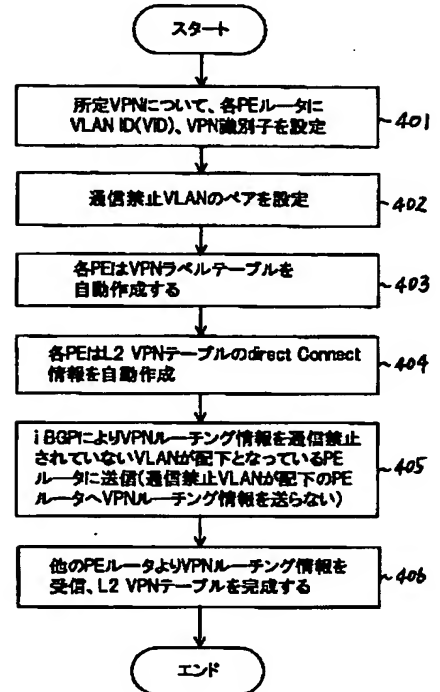 スタート
所定VPNについて、各PEルータに
VLAN ID(VID)、VPN識別子を設定
~401
通信禁止VLANのペアを設定
~402
各PEはVPNラベルテーブルを
自動作成する
~403
各PEはL2 VPNテーブルのdirect Connect
情報を自動作成
~404
iBGPによりVPNルーチング情報を通信禁止
されていないVLANが配下となっているPE
ルータに送信(通信禁止VLANが配下のPE
ルータへVPNルーチング情報を送らない)
~405
他のPEルータよりVPNルーチング情報を
受信、L2 VPNテーブルを完成する
~406
エンド